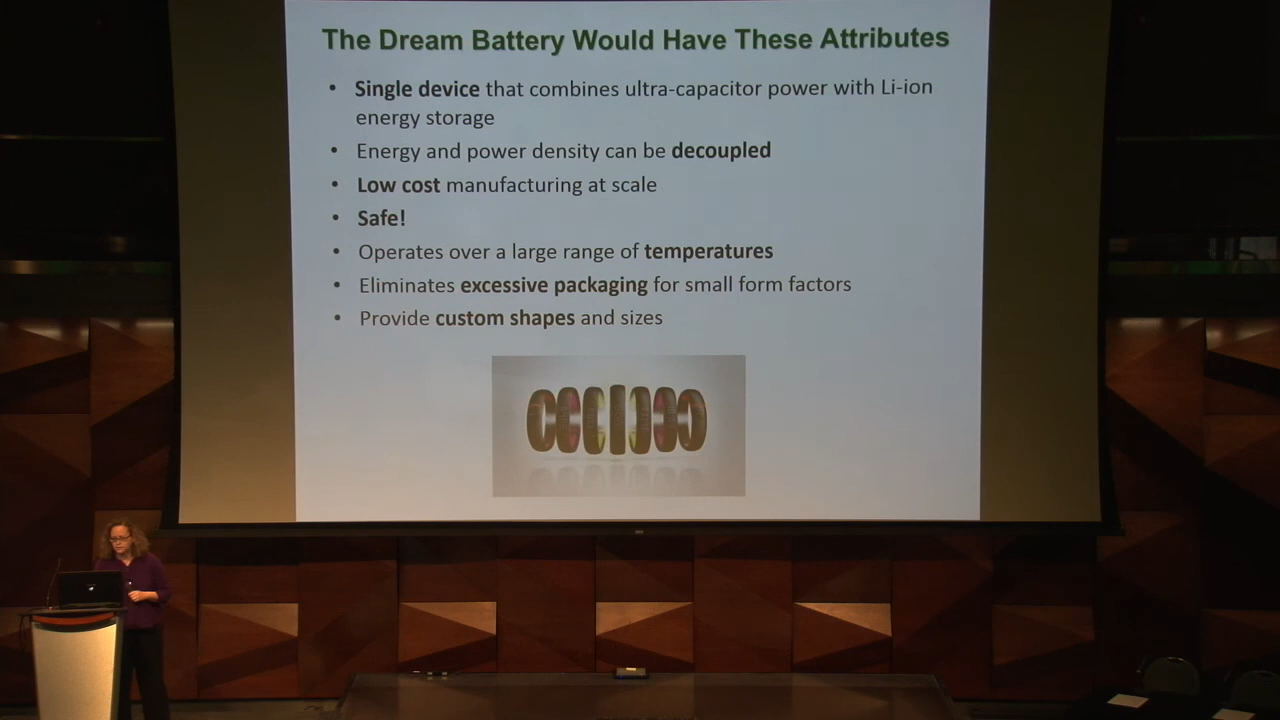 The Dream Battery Would Have These Attributes
• Single device that combines ultra-capacitor power with Li-ion
energy storage
• Energy and power density can be decoupled
• Low cost manufacturing at scale
• Safe!
• Operates over a large range of temperatures
• Eliminates excessive packaging for small form factors
• Provide custom shapes and sizes